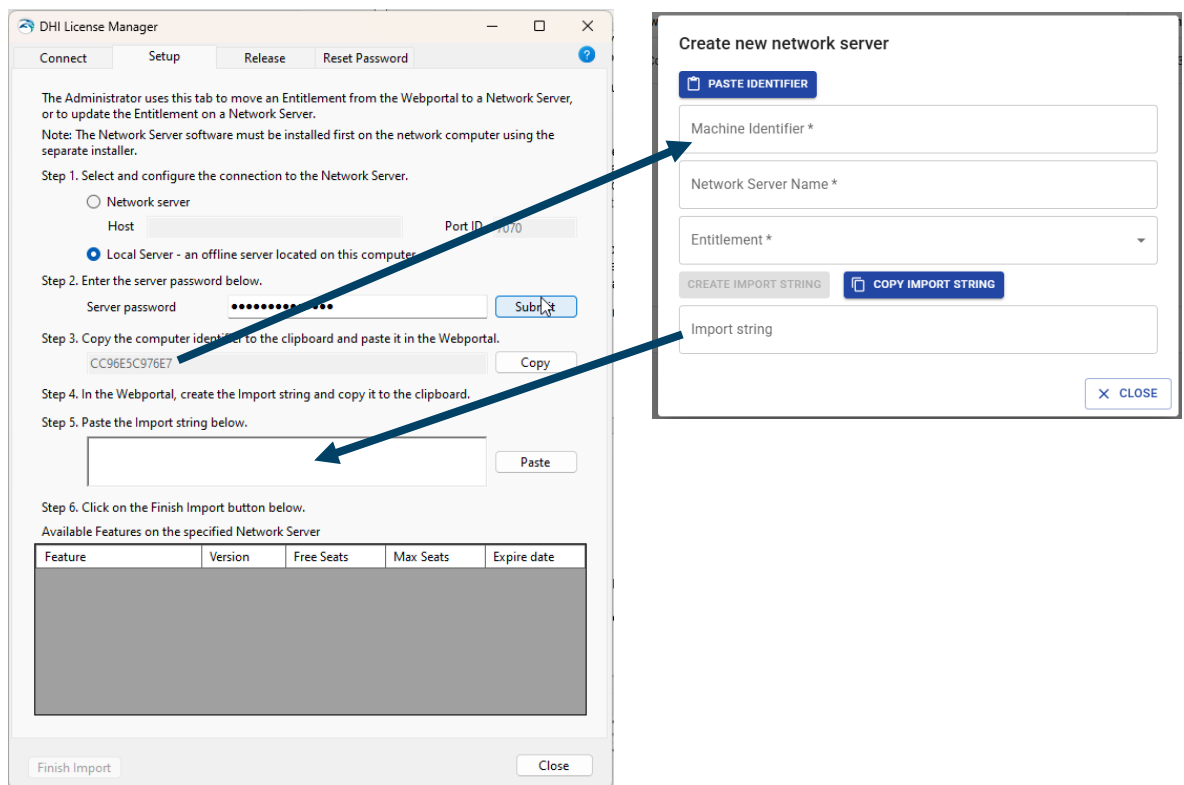 DHI License Manager
Connect Setup Release Reset Password ?
The Administrator uses this tab to move an Entitlement from the Webportal to a Network Server,
or to update the Entitlement on a Network Server.
Note: The Network Server software must be installed first on the network computer using the
separate installer.
Step 1. Select and configure the connection to the Network Server.
Network server
Host Port ID 7070
Local Server - an offline server located on this computer
Step 2. Enter the server password below.
Server password •••••••••••••• Submit
Step 3. Copy the computer identifier to the clipboard and paste it in the Webportal.
CC96E5C976E7 Copy
Step 4. In the Webportal, create the Import string and copy it to the clipboard.
Step 5. Paste the Import string below.
Paste
Step 6. Click on the Finish Import button below.
Available Features on the specified Network Server
Feature Version Free Seats Max Seats Expire date
Finish Import Close
Create new network server
PASTE IDENTIFIER
Machine Identifier *
Network Server Name *
Entitlement *
CREATE IMPORT STRING COPY IMPORT STRING
Import string
CLOSE